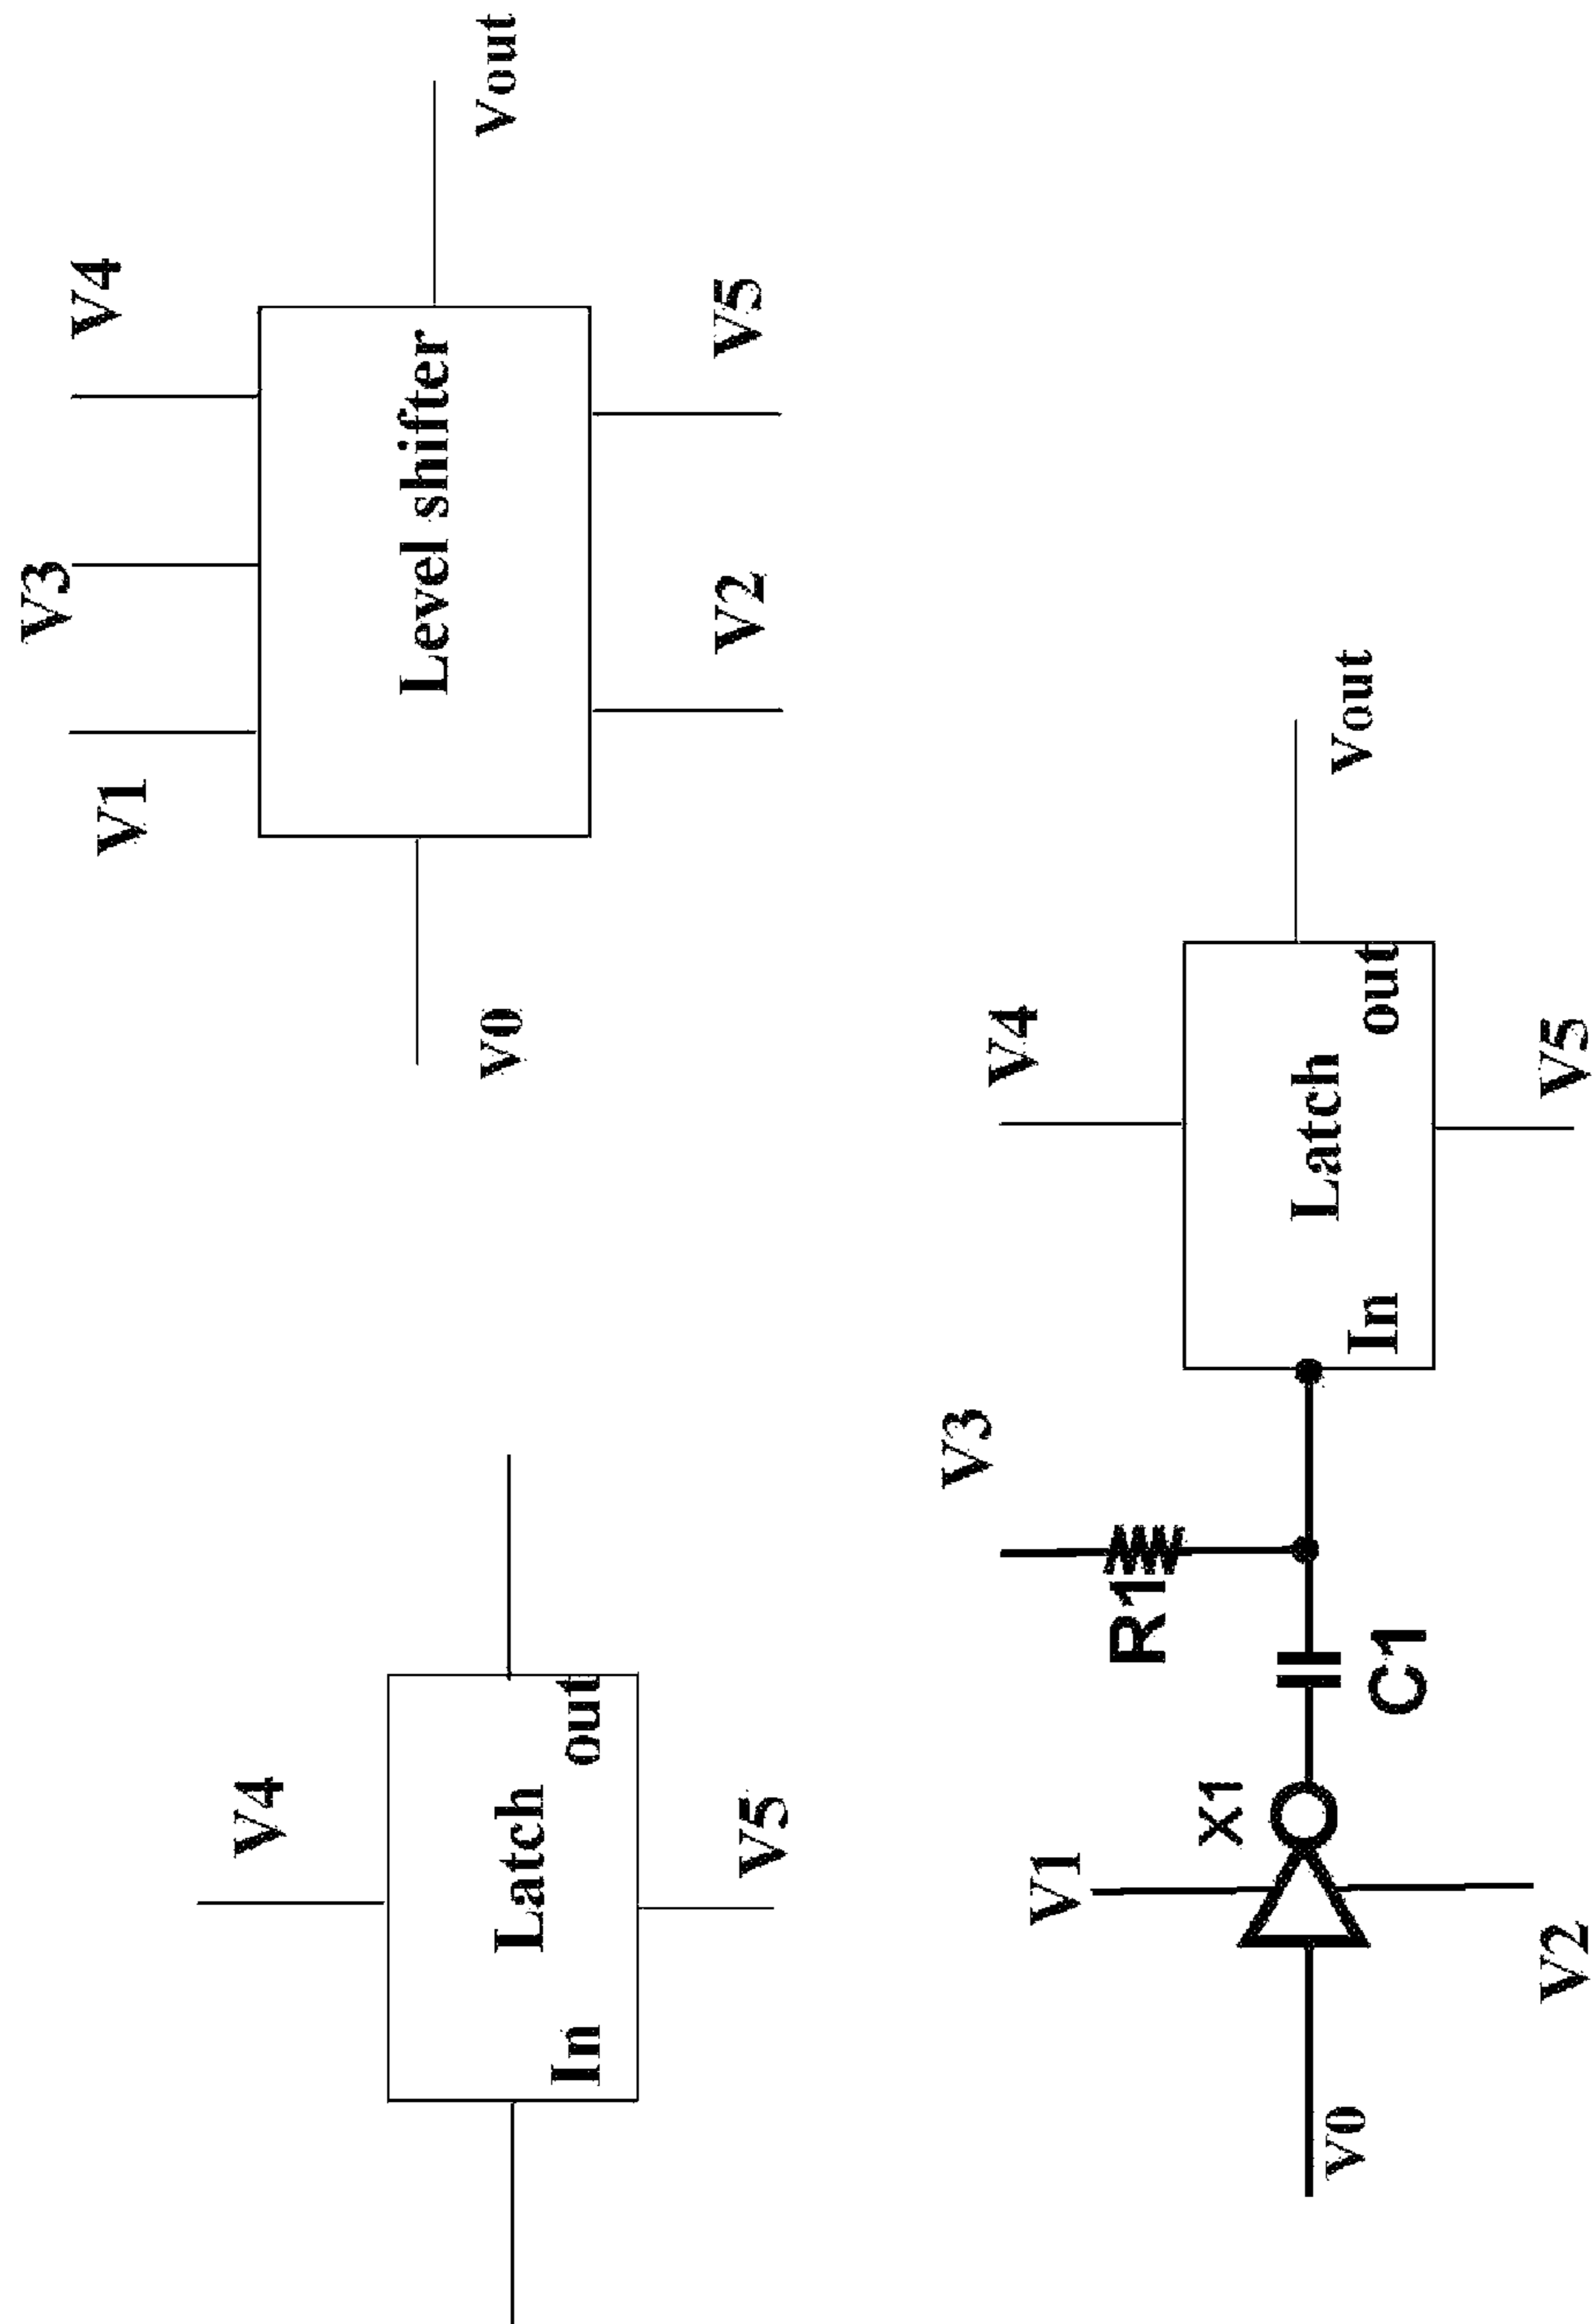 V4
Latch
In
out
V5
V1
V3
V4
Level shifter
V0
Vout
V2
V5
V3
V4
R1
V1
X1
Latch
In
out
Vout
C1
V0
V2
V5